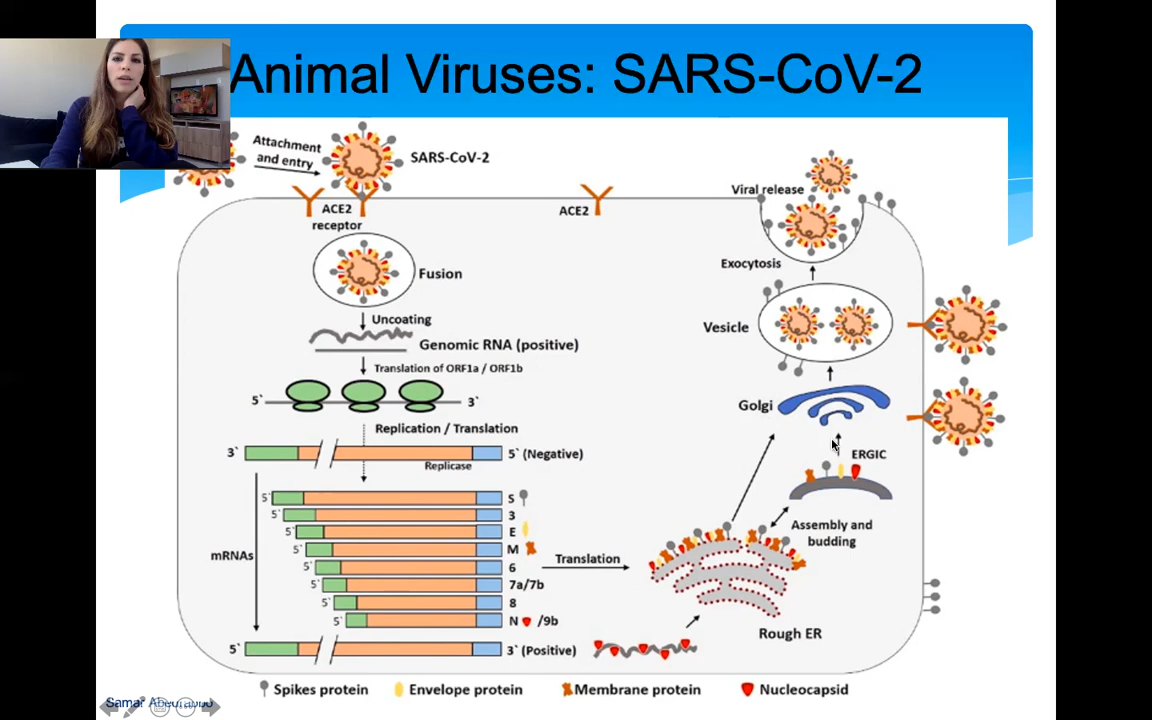 Animal Viruses: SARS-CoV-2
Attachment
and entry
SARS-CoV-2
ACE2
receptor
ACE2
Viral release
Exocytosis
Fusion
Uncoating
Genomic RNA (positive)
Vesicle
Translation of ORF1a / ORF1b
5` 3`
Golgi
Replication / Translation
3` 5` (Negative)
Replicase
ERGIC
5` S
5` 3
5` E
5` M
5` 6
5` 7a/7b
5` 8
5` N /9b
mRNAs
Translation
Assembly and
budding
Rough ER
5` 3` (Positive)
Spikes protein Envelope protein Membrane protein Nucleocapsid
Samar